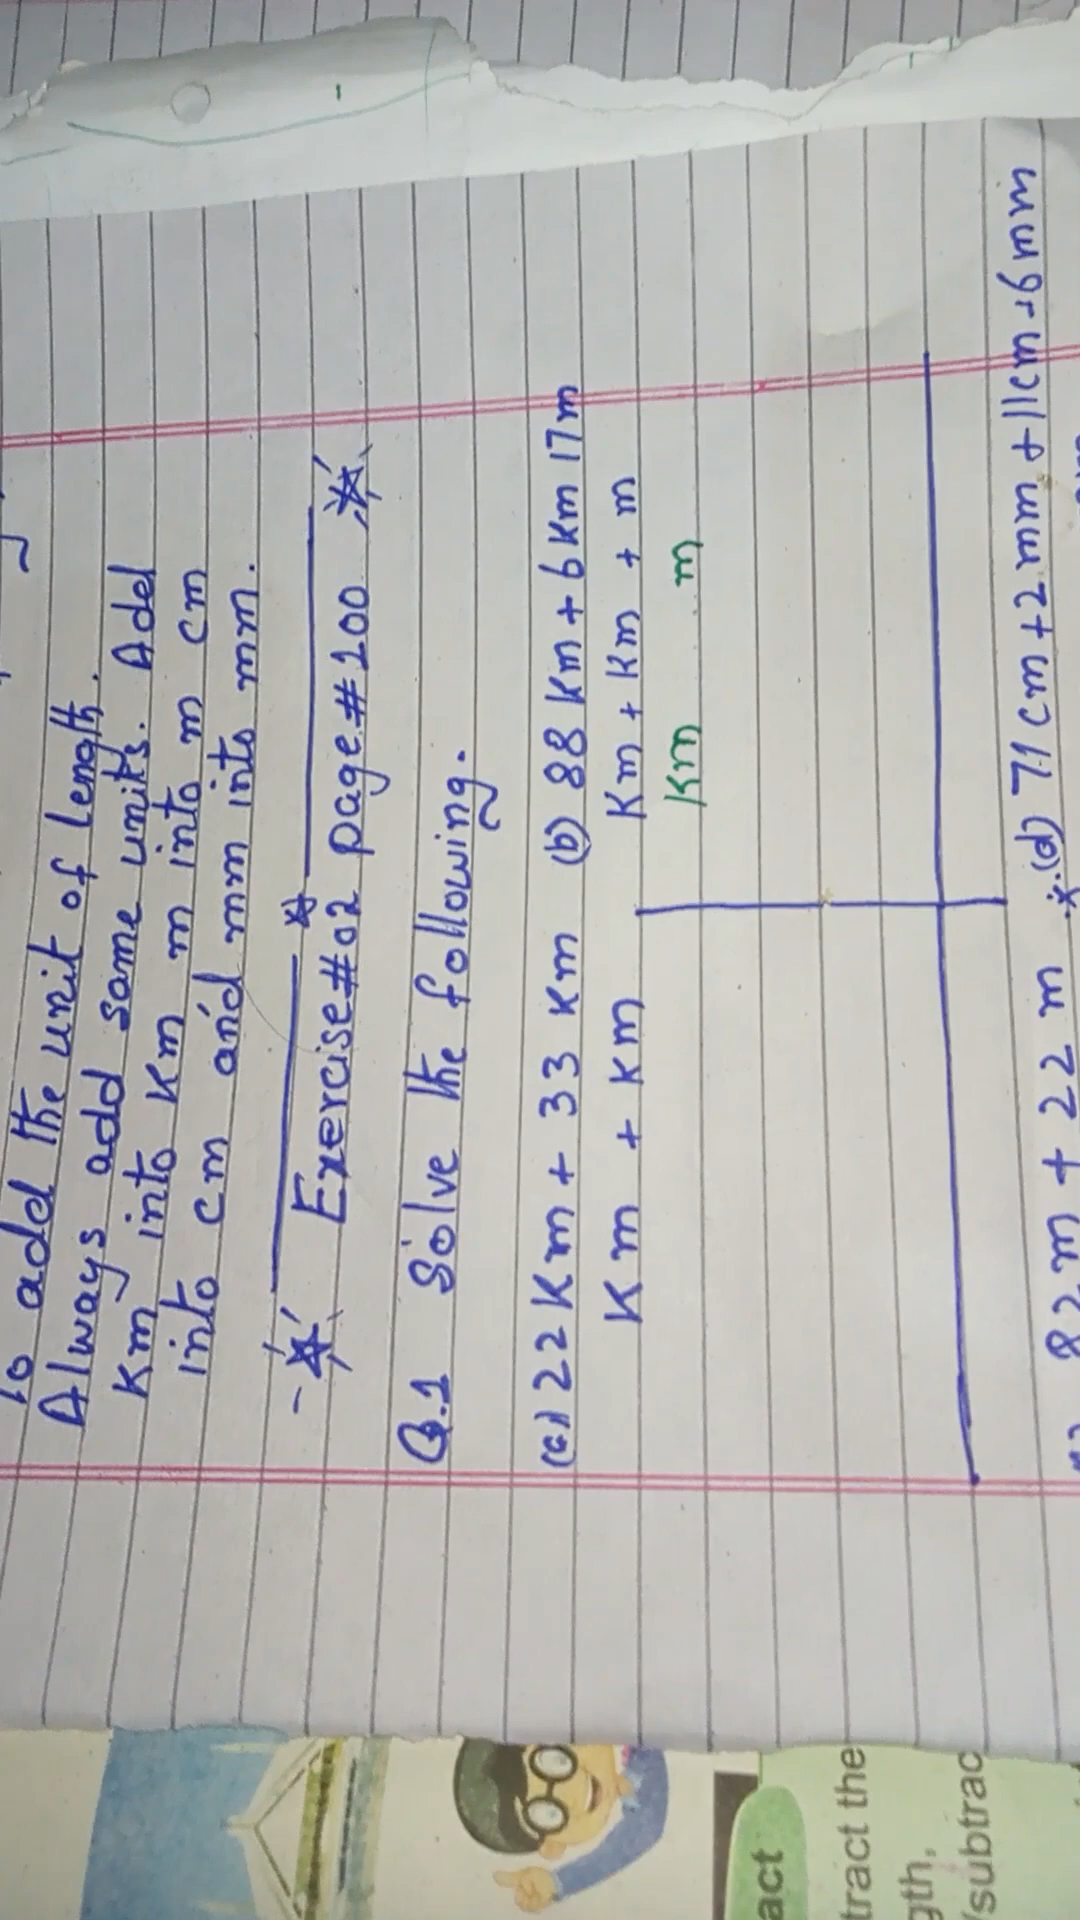 to add the unit of length.
Always add same units. Add
Km into Km m into m cm
into cm and mm into mm.
Exercise#02 page#100
Q.1 Solve the following.
(a) 22 Km + 33 Km (b) 88 Km + 6 Km 17 m
Km + Km Km + Km + m
Km m
82 m + 22 m (d) 71 cm + 2 mm + 11 cm + 6 mm
act
tract the
gth,
(subtrac